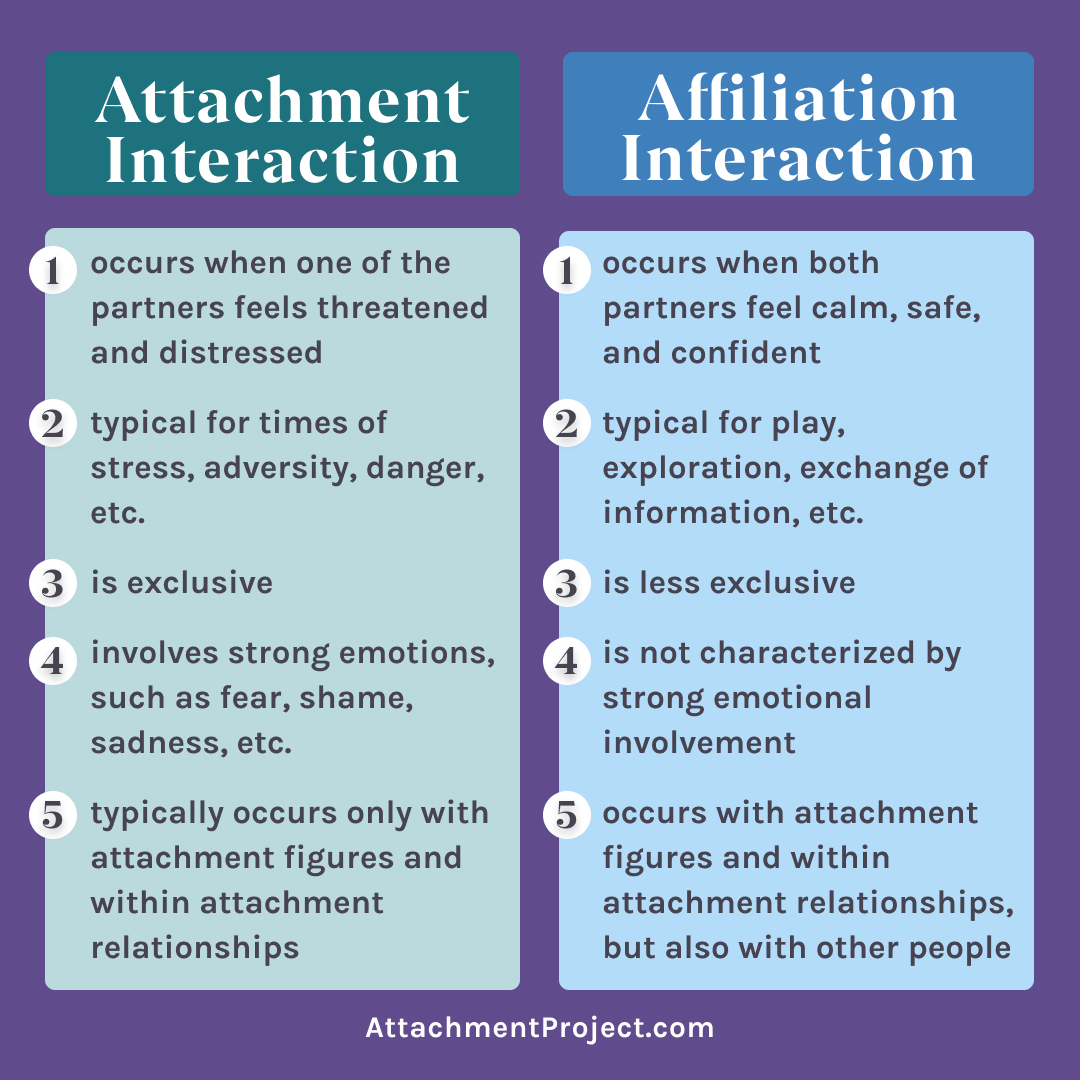 Attachment
Interaction
1 occurs when one of the
partners feels threatened
and distressed
2 typical for times of
stress, adversity, danger,
etc.
3 is exclusive
4 involves strong emotions,
such as fear, shame,
sadness, etc.
5 typically occurs only with
attachment figures and
within attachment
relationships
Affiliation
Interaction
1 occurs when both
partners feel calm, safe,
and confident
2 typical for play,
exploration, exchange of
information, etc.
3 is less exclusive
4 is not characterized by
strong emotional
involvement
5 occurs with attachment
figures and within
attachment relationships,
but also with other people
AttachmentProject.com